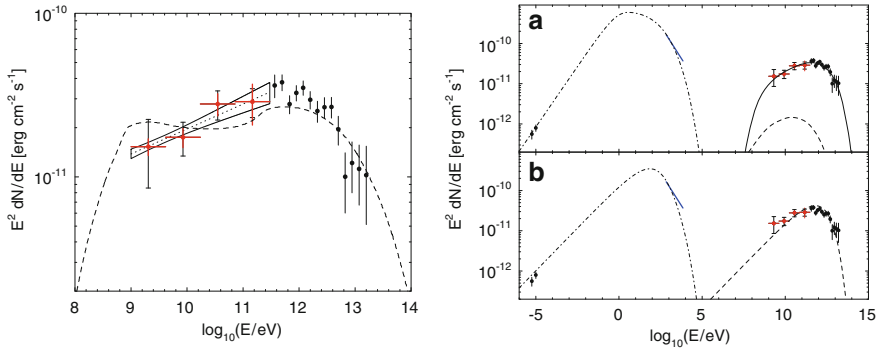 E² dN/dE [erg cm⁻² s⁻¹]
10⁻¹⁰
10⁻¹¹
8 9 10 11 12 13 14
log₁₀(E/eV)
a
10⁻¹⁰
10⁻¹¹
10⁻¹²
b
10⁻¹⁰
10⁻¹¹
10⁻¹²
E² dN/dE [erg cm⁻² s⁻¹]
-5 0 5 10 15
log₁₀(E/eV)